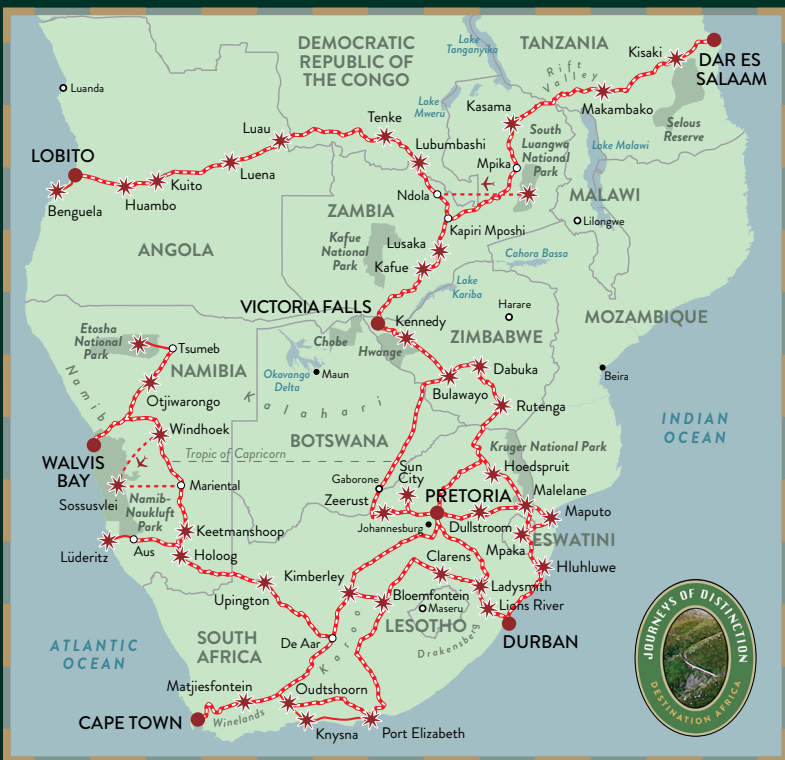 DEMOCRATIC
REPUBLIC OF
THE CONGO
Lake
Tanganyika
TANZANIA
Kisaki
DAR ES
SALAAM
Rift
Valley
Luanda
Lake
Mweru
Kasama
Makambako
Selous
Reserve
Luau
Tenke
Lubumbashi
South
Luangwa
National
Park
Lake Malawi
LOBITO
Luena
Mpika
Kuito
Huambo
Benguela
Ndola
MALAWI
ZAMBIA
Kapiri Mposhi
Lilongwe
Kafue
National
Park
Lusaka
Kafue
ANGOLA
Cahora Bassa
Lake
Kariba
VICTORIA FALLS
Harare
Kennedy
MOZAMBIQUE
ZIMBABWE
Etosha
National
Park
Tsumeb
Chobe
Hwange
NAMIBIA
Okavango
Delta
Maun
Dabuka
Beira
Otjiwarongo
Kalahari
Bulawayo
Rutenga
Namib
INDIAN
OCEAN
Windhoek
BOTSWANA
Kruger National Park
Tropic of Capricorn
WALVIS
BAY
Hoedspruit
Sun
City
Gaborone
Mariental
Malelane
Sossusvlei
Namib-
Naukluft
Park
Zeerust
PRETORIA
Maputo
Johannesburg
Dullstroom
Keetmanshoop
ESWATINI
Mpaka
Lüderitz
Aus
Holoog
Clarens
Hluhluwe
Kimberley
Upington
Bloemfontein
Ladysmith
Maseru
Lions River
LESOTHO
DURBAN
ATLANTIC
OCEAN
SOUTH
AFRICA
De Aar
Karoo
Drakensberg
Matjiesfontein
Oudtshoorn
CAPE TOWN
Winelands
Knysna
Port Elizabeth
JOURNEYS OF DISTINCTION
DESTINATION AFRICA